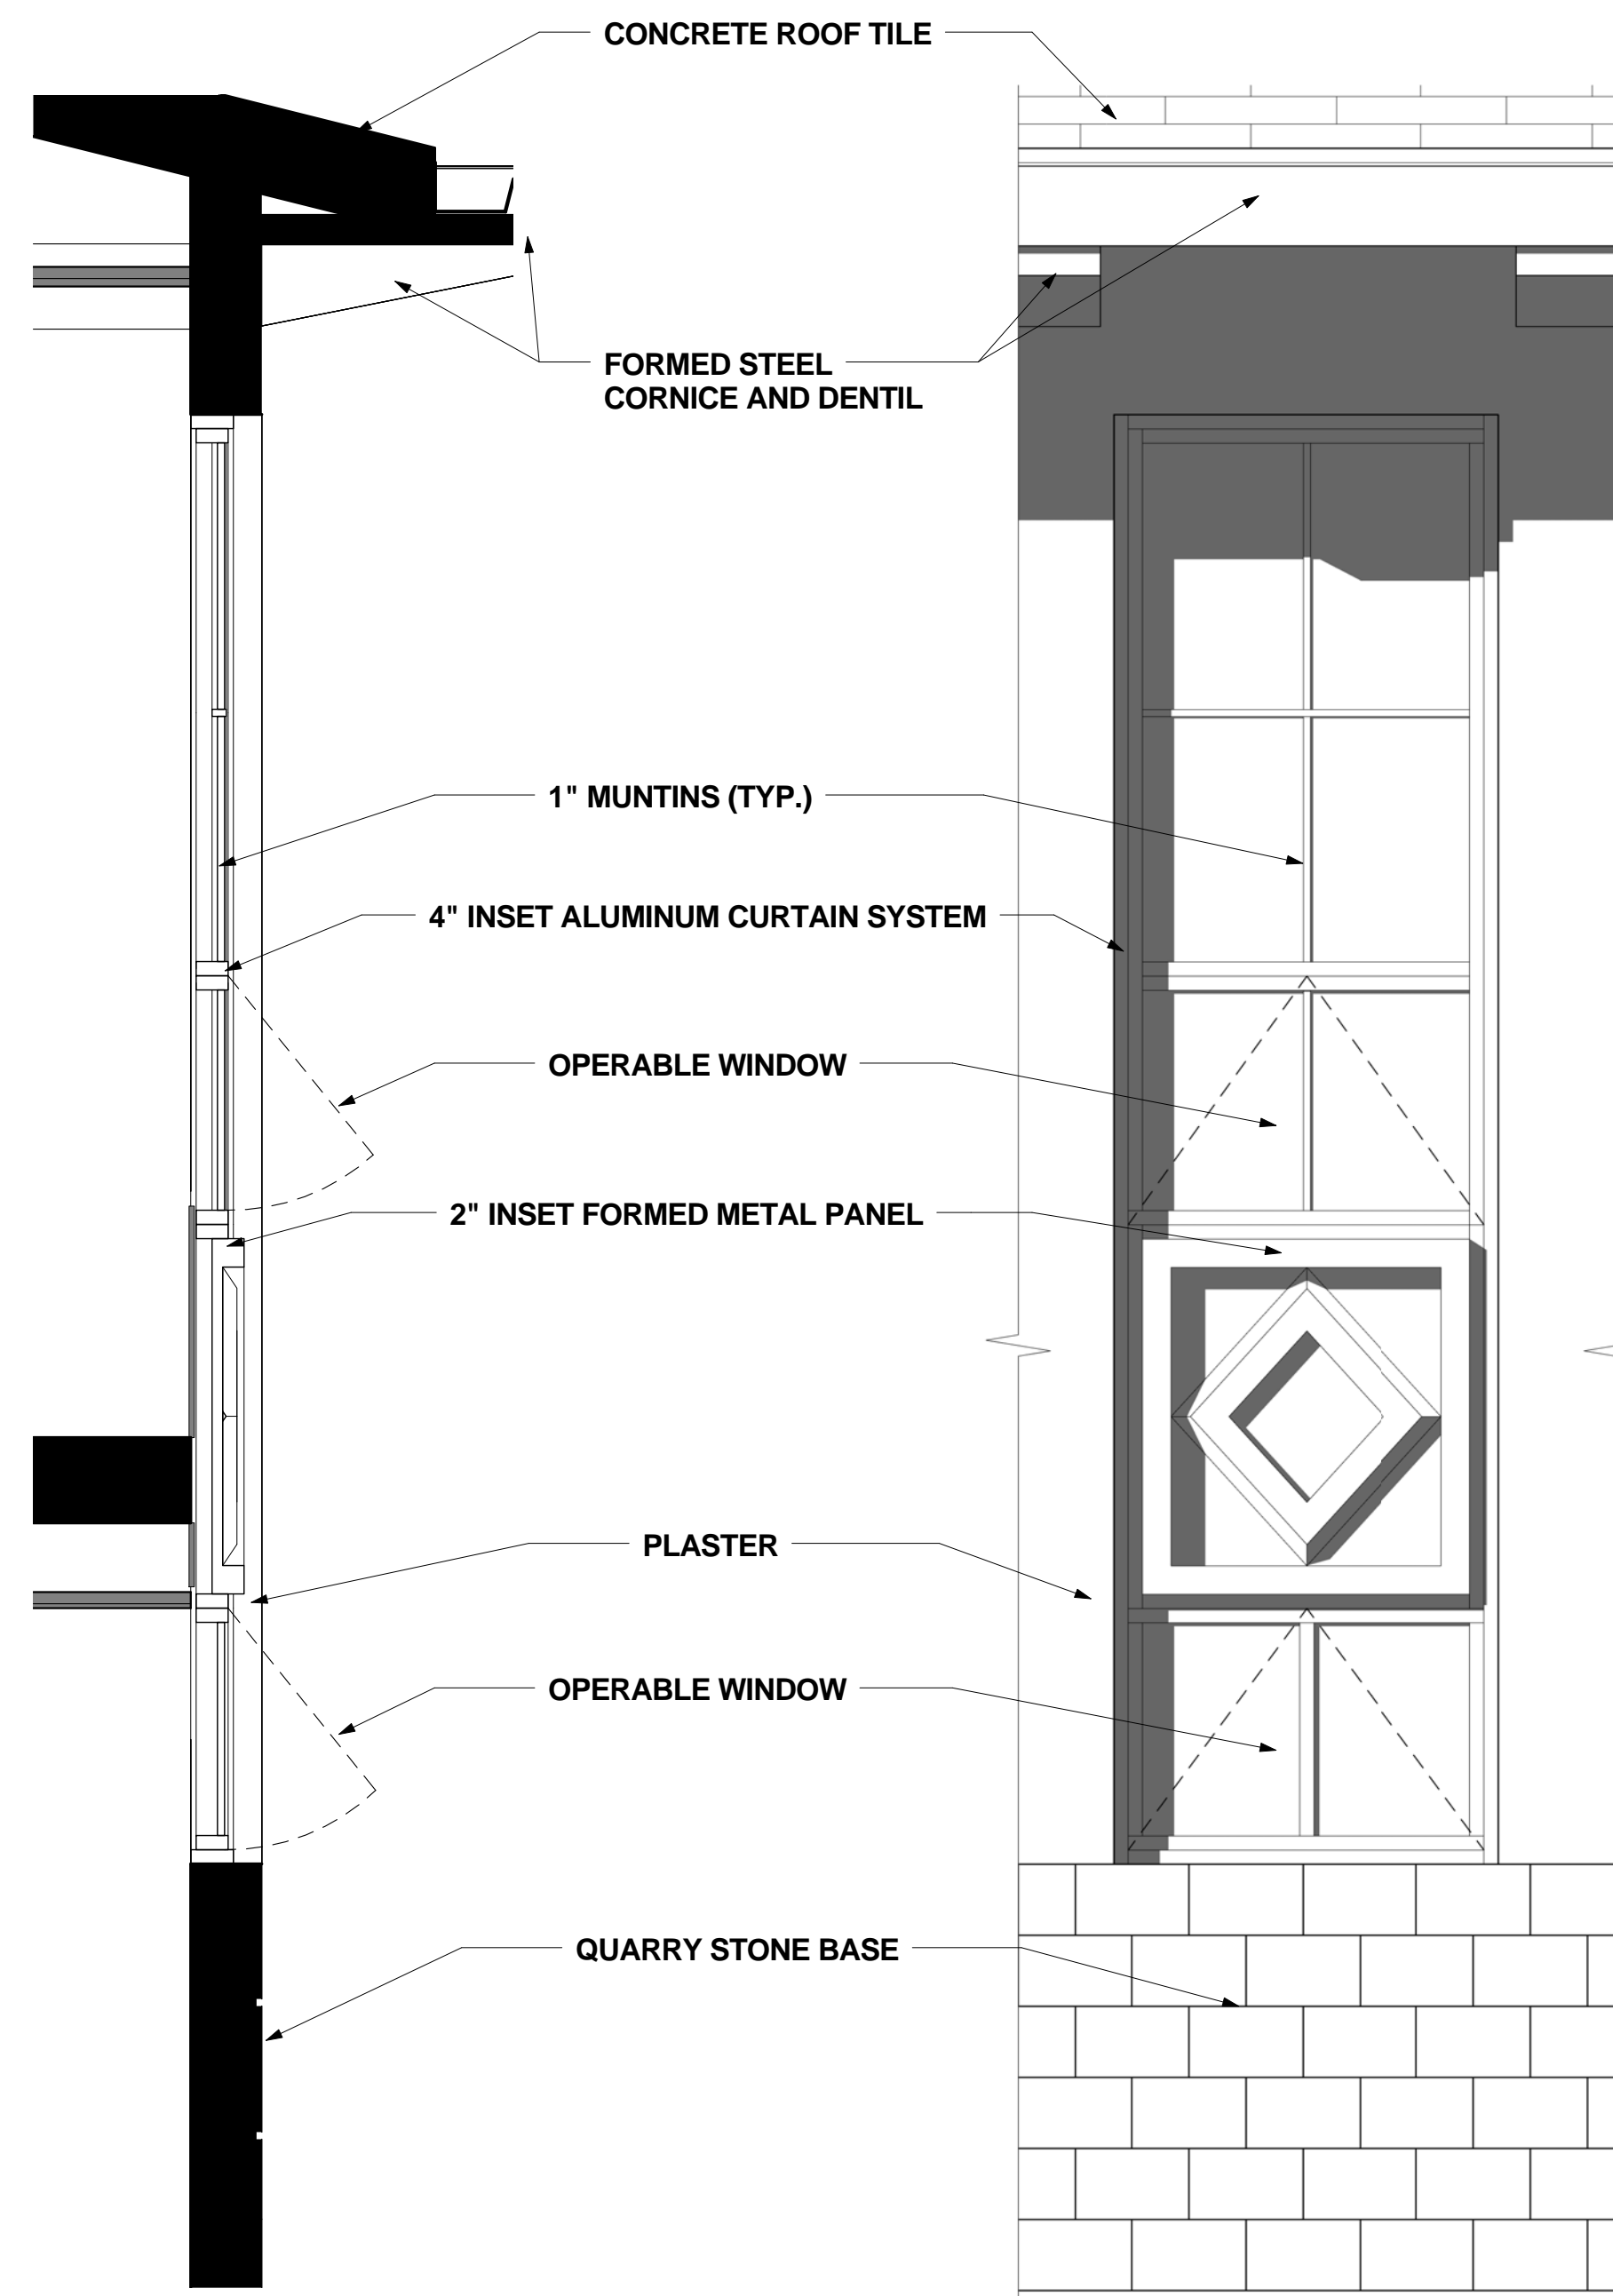 CONCRETE ROOF TILE
FORMED STEEL
CORNICE AND DENTIL
1" MUNTINS (TYP.)
4" INSET ALUMINUM CURTAIN SYSTEM
OPERABLE WINDOW
2" INSET FORMED METAL PANEL
PLASTER
OPERABLE WINDOW
QUARRY STONE BASE